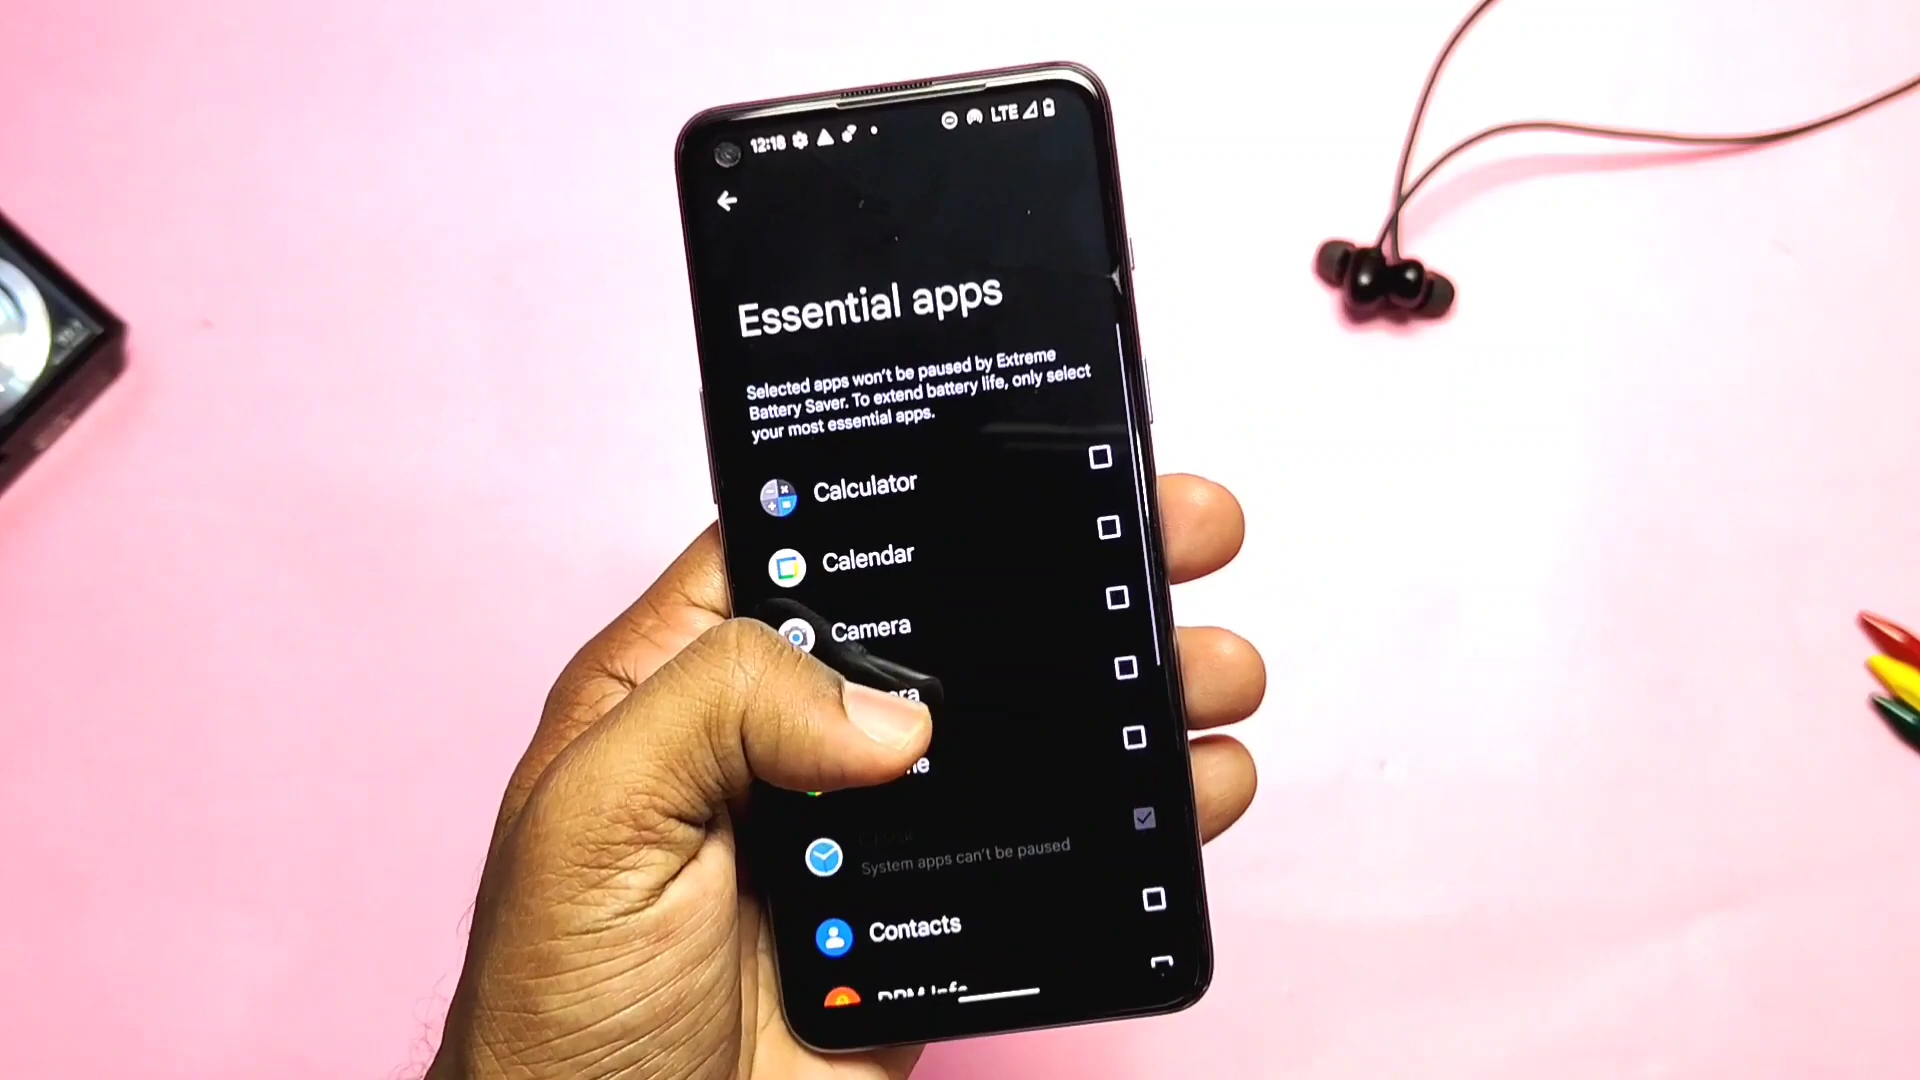 12:18
LTE
Essential apps
Selected apps won't be paused by Extreme
Battery Saver. To extend battery life, only select
your most essential apps.
Calculator
Calendar
Camera
System apps can't be paused
Contacts